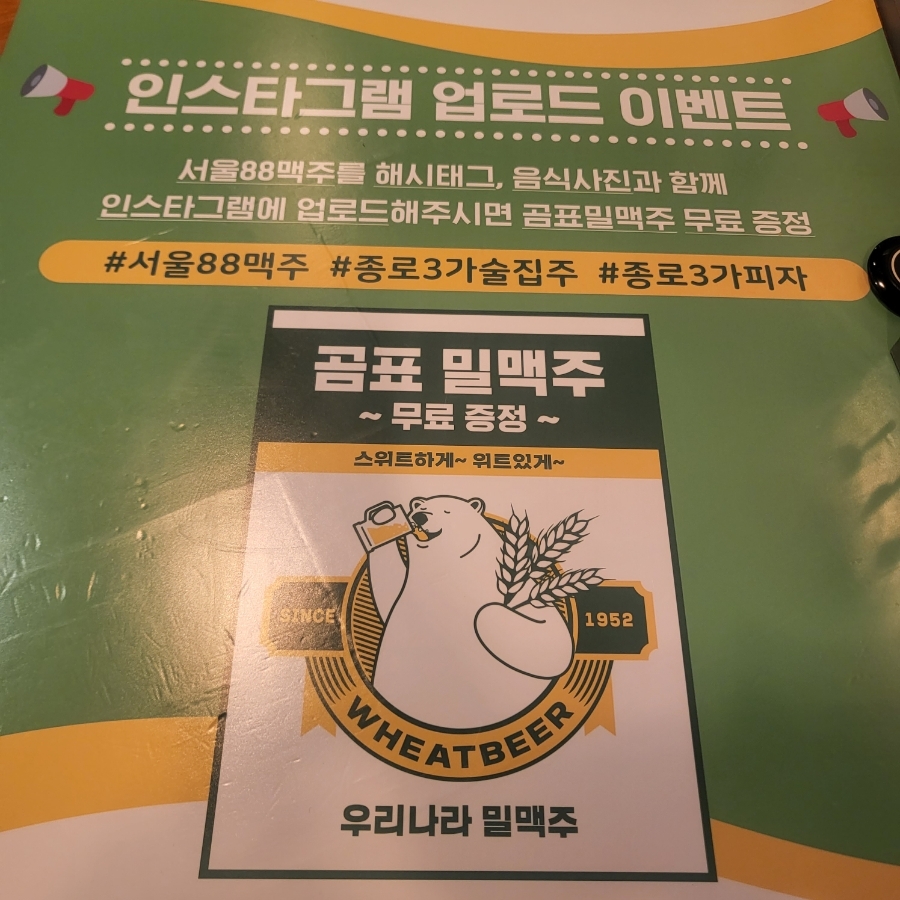 인스타그램 업로드 이벤트
서울88맥주를 해시태그, 음식사진과 함께
인스타그램에 업로드해주시면 곰표밀맥주 무료 증정
#서울88맥주 #종로3가술집주 #종로3가피자
곰표 밀맥주
~ 무료 증정 ~
스위트하게~ 위트있게~
SINCE 1952
WHEATBEER
우리나라 밀맥주